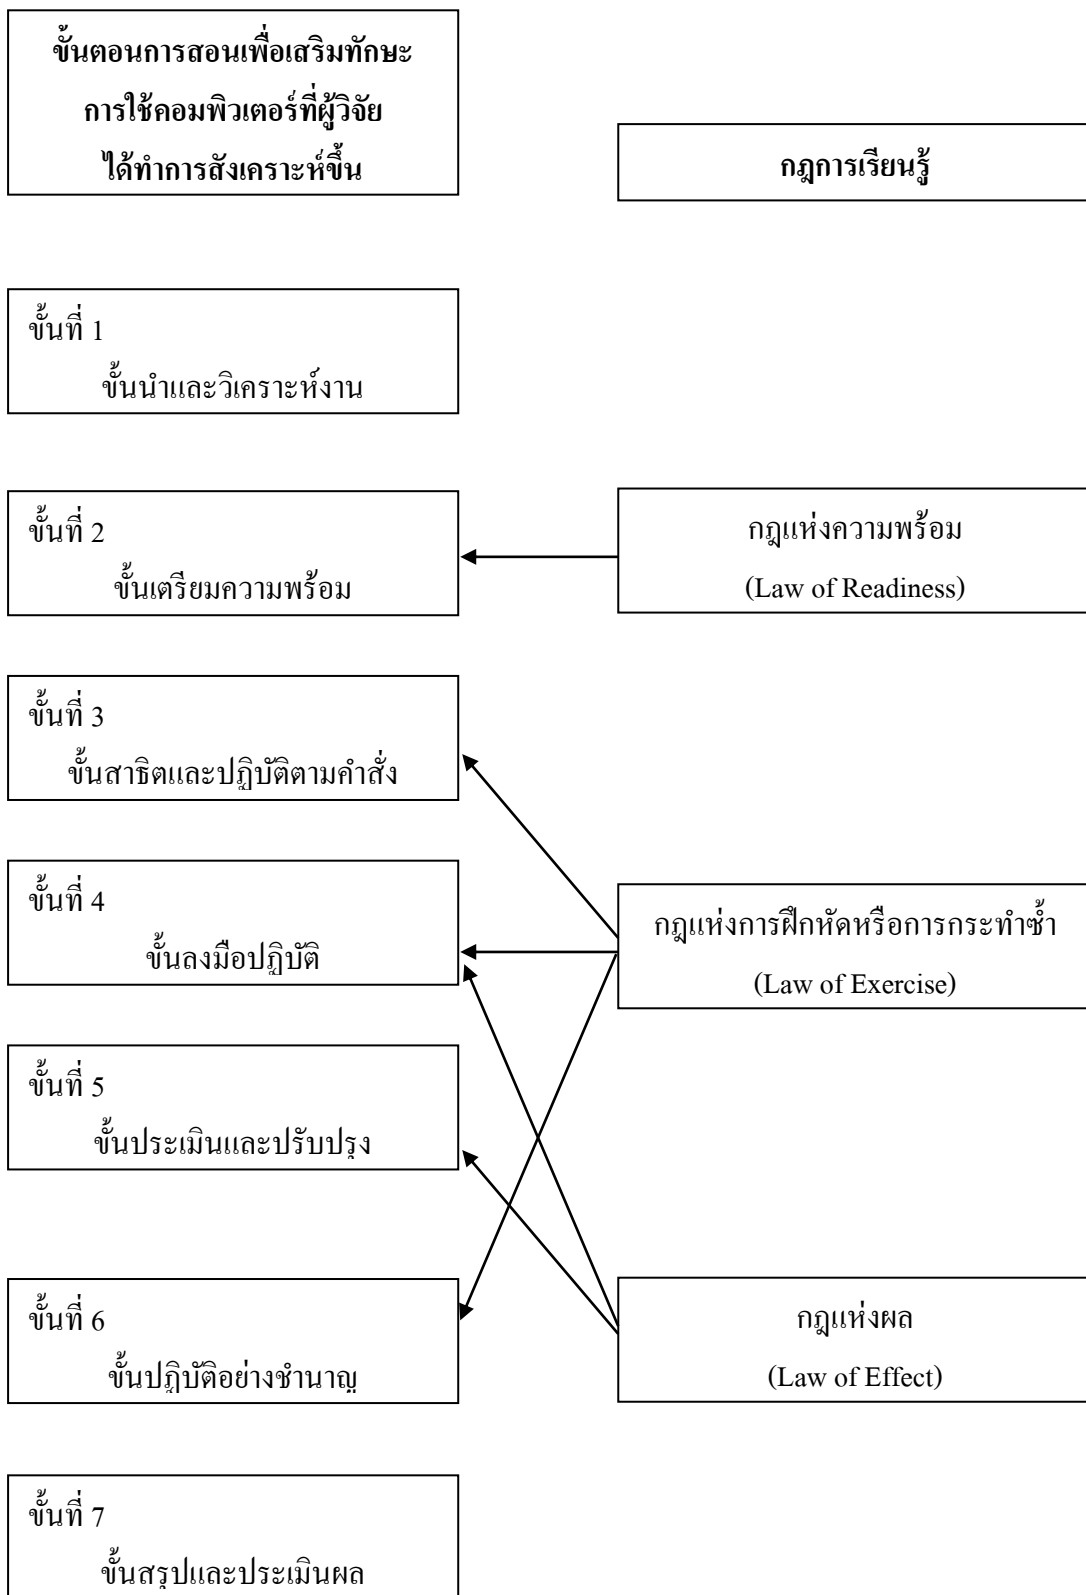 ขั้นตอนการสอนเพื่อเสริมทักษะ
การใช้คอมพิวเตอร์ที่ผู้วิจัย
ได้ทำการสังเคราะห์ขึ้น
กฎการเรียนรู้
ขั้นที่ 1
ขั้นนำและวิเคราะห์งาน
ขั้นที่ 2
ขั้นเตรียมความพร้อม
กฎแห่งความพร้อม
(Law of Readiness)
ขั้นที่ 3
ขั้นสาธิตและปฏิบัติตามคำสั่ง
ขั้นที่ 4
ขั้นลงมือปฏิบัติ
กฎแห่งการฝึกหัดหรือการกระทำซ้ำ
(Law of Exercise)
ขั้นที่ 5
ขั้นประเมินและปรับปรุง
ขั้นที่ 6
ขั้นปฏิบัติอย่างชำนาญ
กฎแห่งผล
(Law of Effect)
ขั้นที่ 7
ขั้นสรุปและประเมินผล